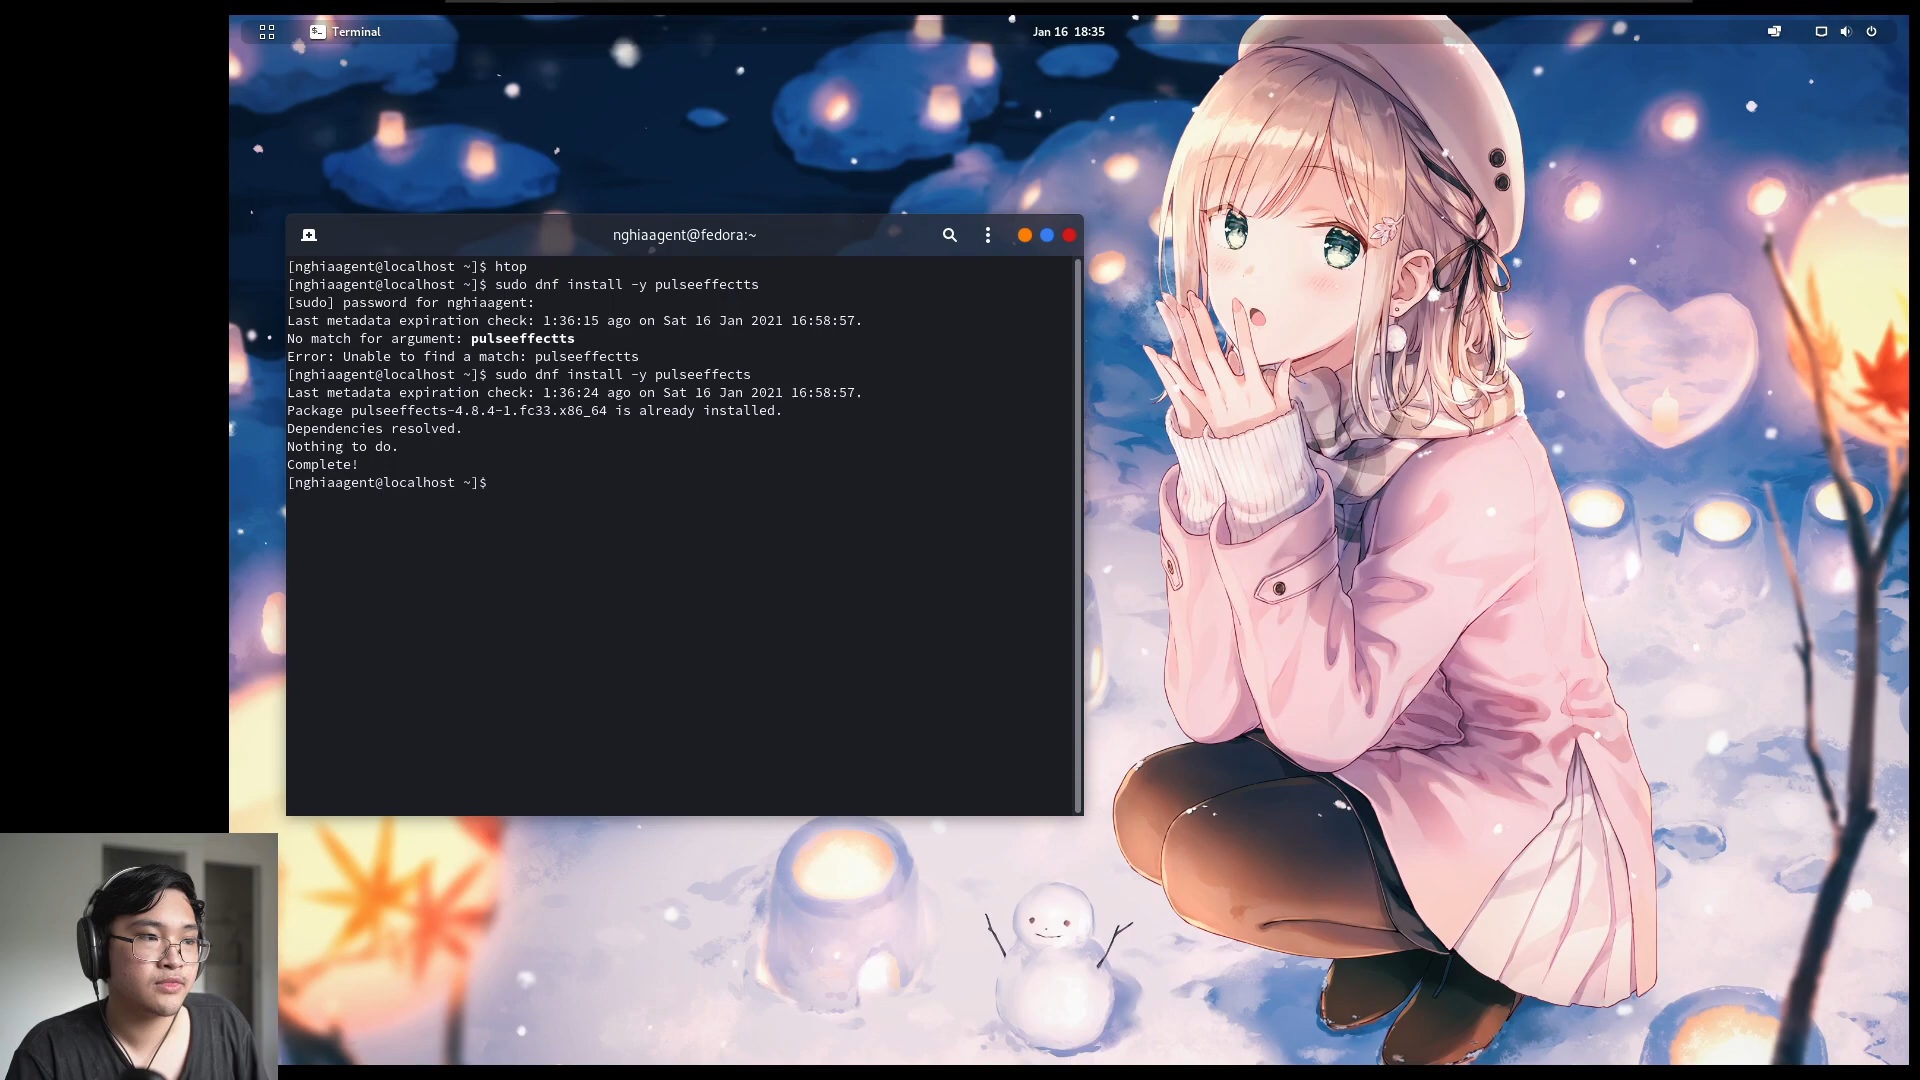 Terminal
Jan 16 18:35
nghiaagent@fedora:~
[nghiaagent@localhost ~]$ htop
[nghiaagent@localhost ~]$ sudo dnf install -y pulseeffectts
[sudo] password for nghiaagent:
Last metadata expiration check: 1:36:15 ago on Sat 16 Jan 2021 16:58:57.
No match for argument: pulseeffectts
Error: Unable to find a match: pulseeffectts
[nghiaagent@localhost ~]$ sudo dnf install -y pulseeffects
Last metadata expiration check: 1:36:24 ago on Sat 16 Jan 2021 16:58:57.
Package pulseeffects-4.8.4-1.fc33.x86_64 is already installed.
Dependencies resolved.
Nothing to do.
Complete!
[nghiaagent@localhost ~]$